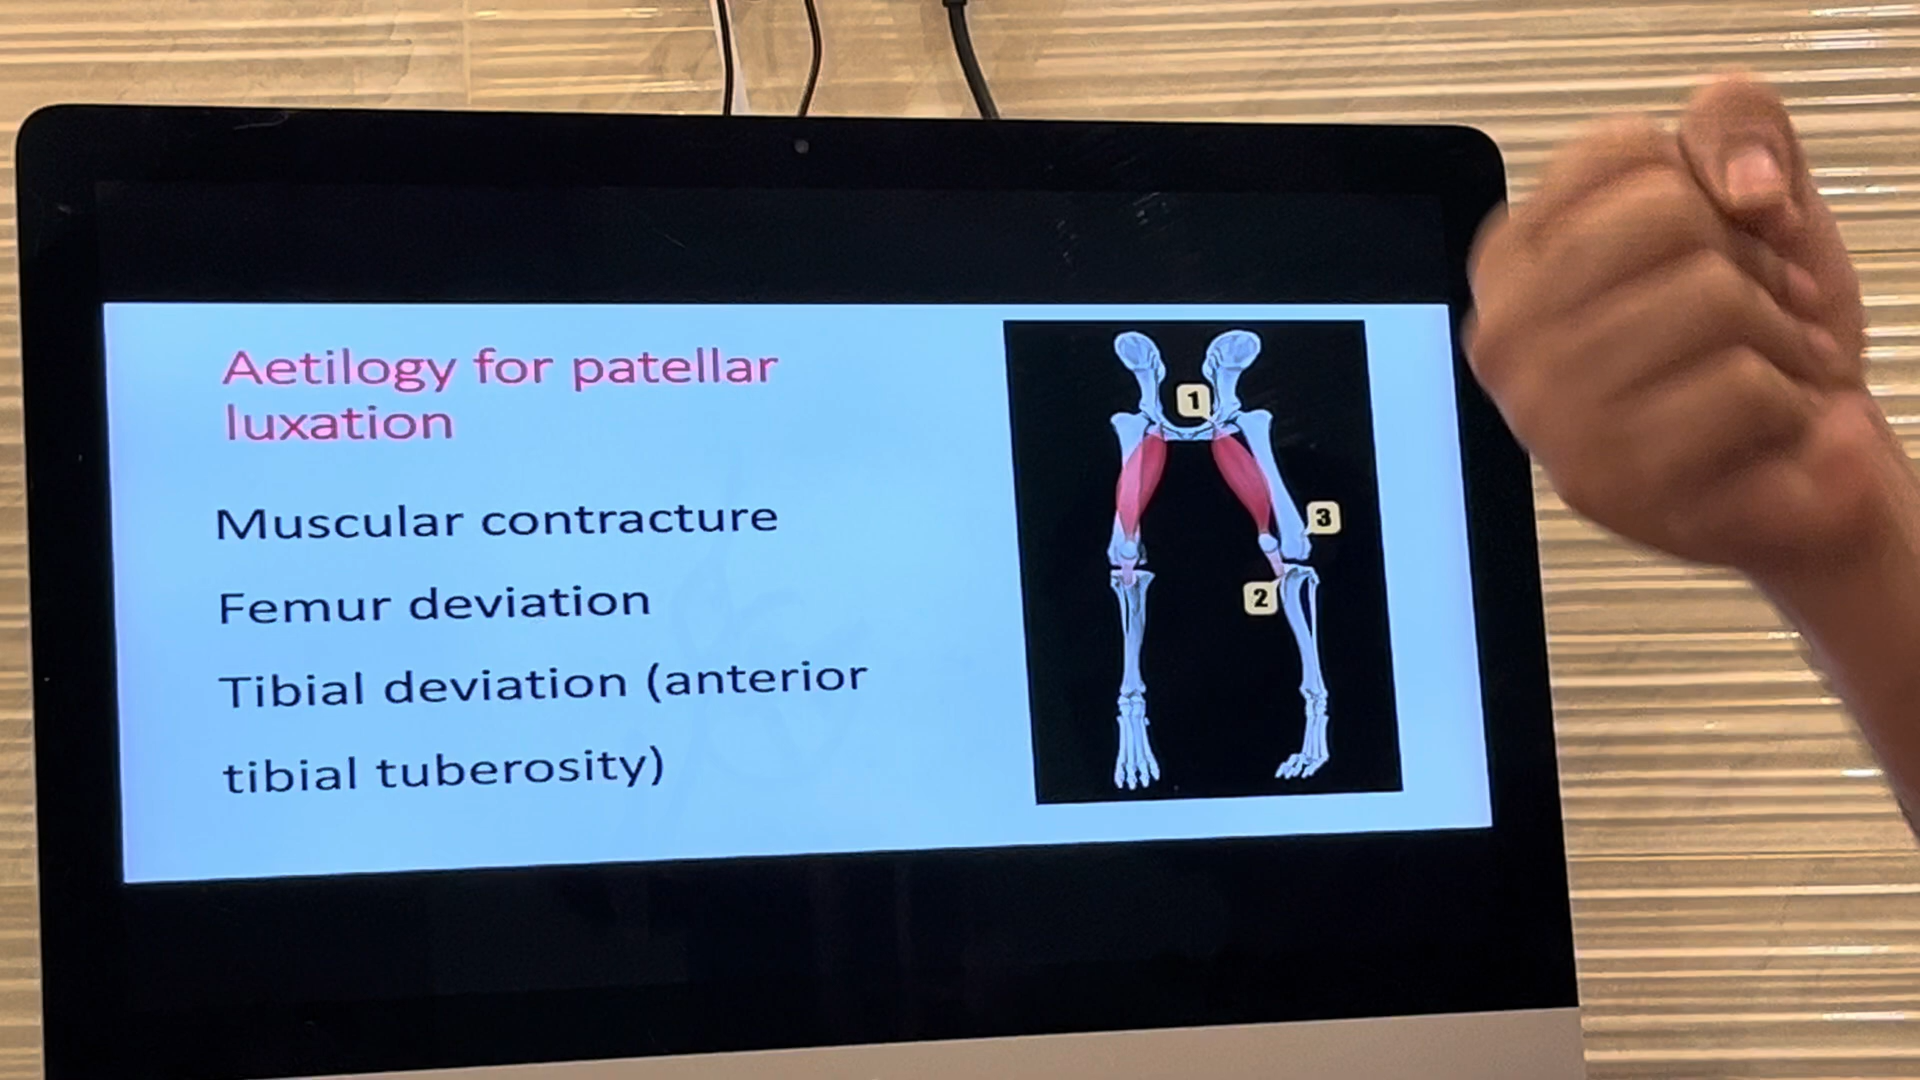 Aetilogy for patellar
luxation
Muscular contracture
Femur deviation
Tibial deviation (anterior
tibial tuberosity)
1
3
2